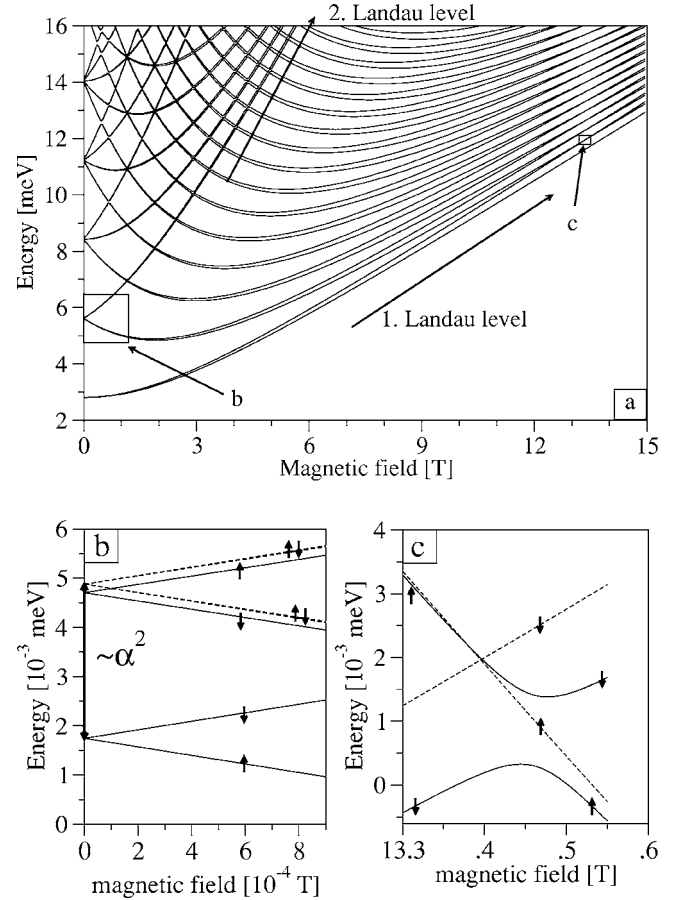 16
14
12
10
8
6
4
2
Energy [meV]
2. Landau level
1. Landau level
b
c
a
0 3 6 9 12 15
Magnetic field [T]
b
6
5
4
3
2
1
0
Energy [10⁻³ meV]
~α²
0 2 4 6 8
magnetic field [10⁻⁴ T]
c
4
3
2
1
0
Energy [10⁻³ meV]
13.3 .4 .5 .6
magnetic field [T]